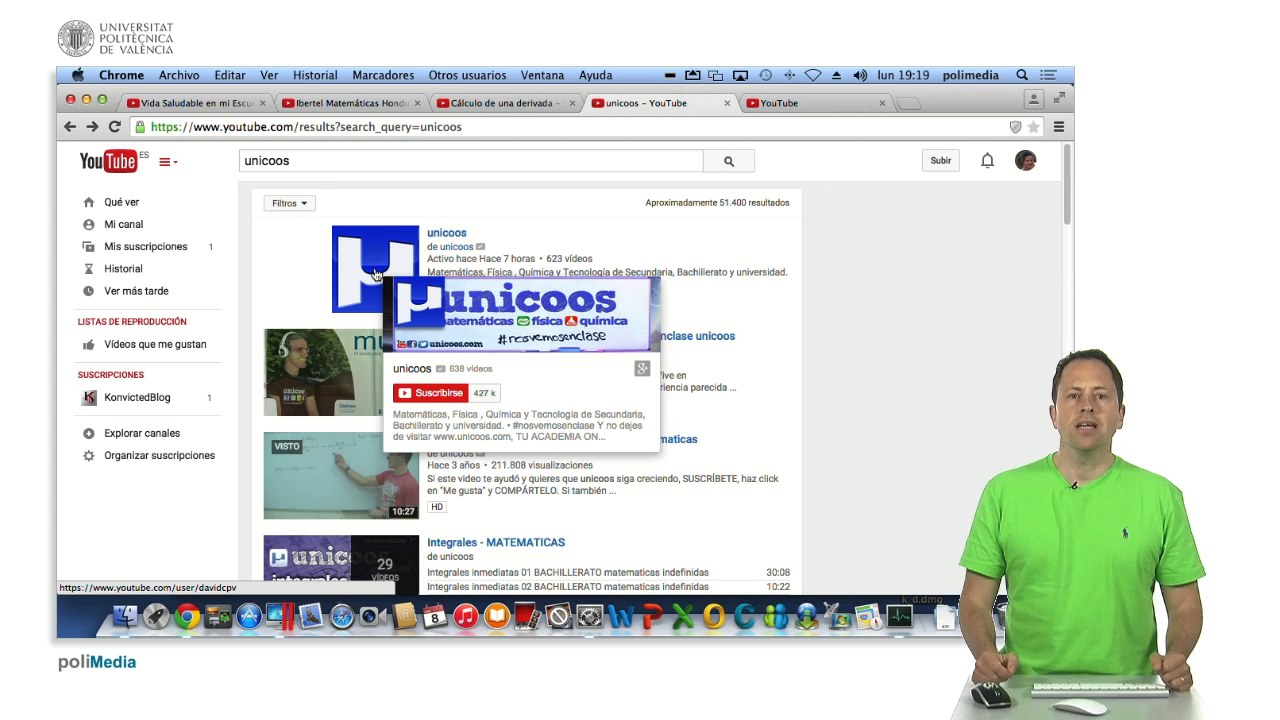 UNIVERSITAT
POLITÈCNICA
DE VALÈNCIA
Chrome Archivo Editar Ver Historial Marcadores Otros usuarios Ventana Ayuda lun 19:19 polimedia
Vida Saludable en mi Escu Ibertel Matemáticas Hondu Cálculo de una derivada - unicoos - YouTube YouTube
https://www.youtube.com/results?search_query=unicoos
YouTube ES unicoos Subir
Qué ver
Mi canal
Mis suscripciones 1
Historial
Ver más tarde
LISTAS DE REPRODUCCIÓN
Vídeos que me gustan
SUSCRIPCIONES
KonvictedBlog 1
Explorar canales
Organizar suscripciones
Filtros Aproximadamente 51.400 resultados
unicoos
de unicoos
Activo hace Hace 7 horas • 623 vídeos
Matemáticas, Física , Química y Tecnología de Secundaria, Bachillerato y universidad.
unicoos
atemáticas física química
unicoos.com #nosvemosenclase
unicoos 638 vídeos
Suscribirse 427 k
Matemáticas, Física , Química y Tecnología de Secundaria,
Bachillerato y universidad. • #nosvemosenclase Y no dejes
de visitar www.unicoos.com, TU ACADEMIA ON...
mu
nclase unicoos
ive en
riencia parecida ...
maticas
VISTO
10:27
de unicoos
Hace 3 años • 211.808 visualizaciones
Si este video te ayudó y quieres que unicoos siga creciendo, SUSCRÍBETE, haz click
en "Me gusta" y COMPÁRTELO. Si también ...
HD
unico
29
VÍDEOS
Integrales - MATEMATICAS
de unicoos
Integrales inmediatas 01 BACHILLERATO matematicas indefinidas 30:08
Integrales inmediatas 02 BACHILLERATO matematicas indefinidas 10:22
https://www.youtube.com/user/davidcpv
k_d.dmg
8
poliMedia